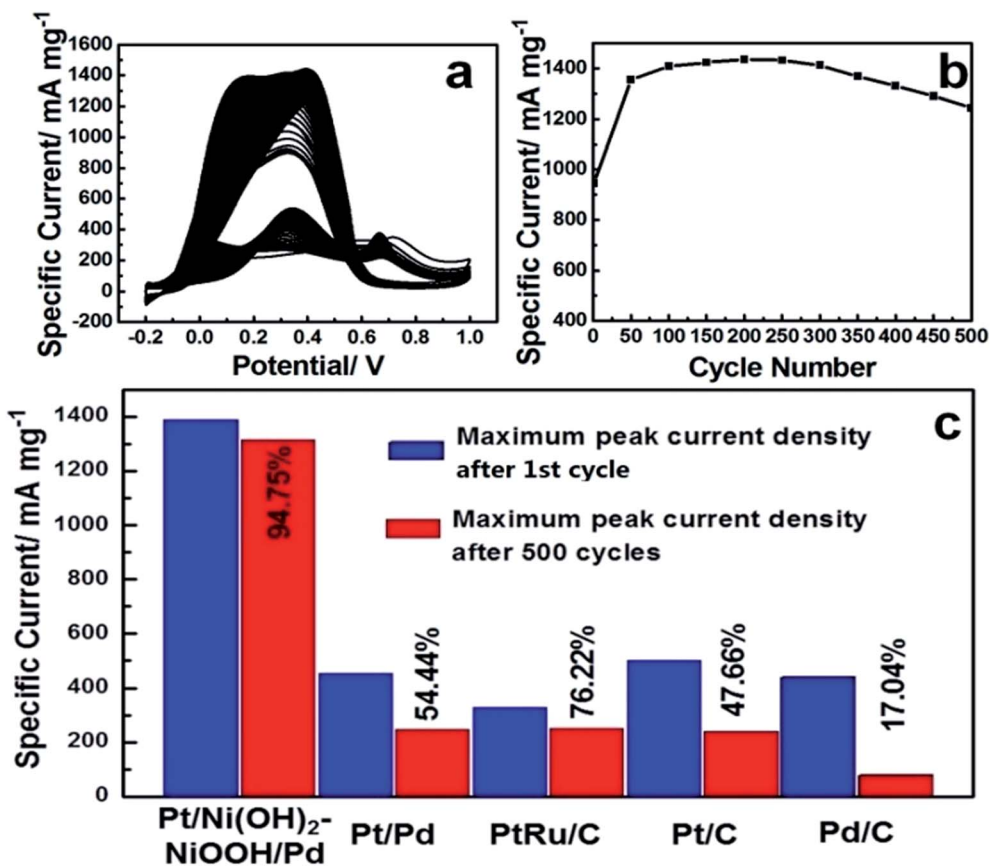 a
1600
1400
1200
1000
800
600
400
200
0
-200
-0.2 0.0 0.2 0.4 0.6 0.8 1.0
Specific Current/ mA mg⁻¹
Potential/ V
b
1400
1200
1000
800
600
400
0 50 100 150 200 250 300 350 400 450 500
Specific Current/ mA mg⁻¹
Cycle Number
c
Specific Current/ mA mg⁻¹
1400
1200
1000
800
600
400
200
0
Maximum peak current density
after 1st cycle
Maximum peak current density
after 500 cycles
94.75%
54.44%
76.22%
47.66%
17.04%
Pt/Ni(OH)₂-
NiOOH/Pd
Pt/Pd
PtRu/C
Pt/C
Pd/C